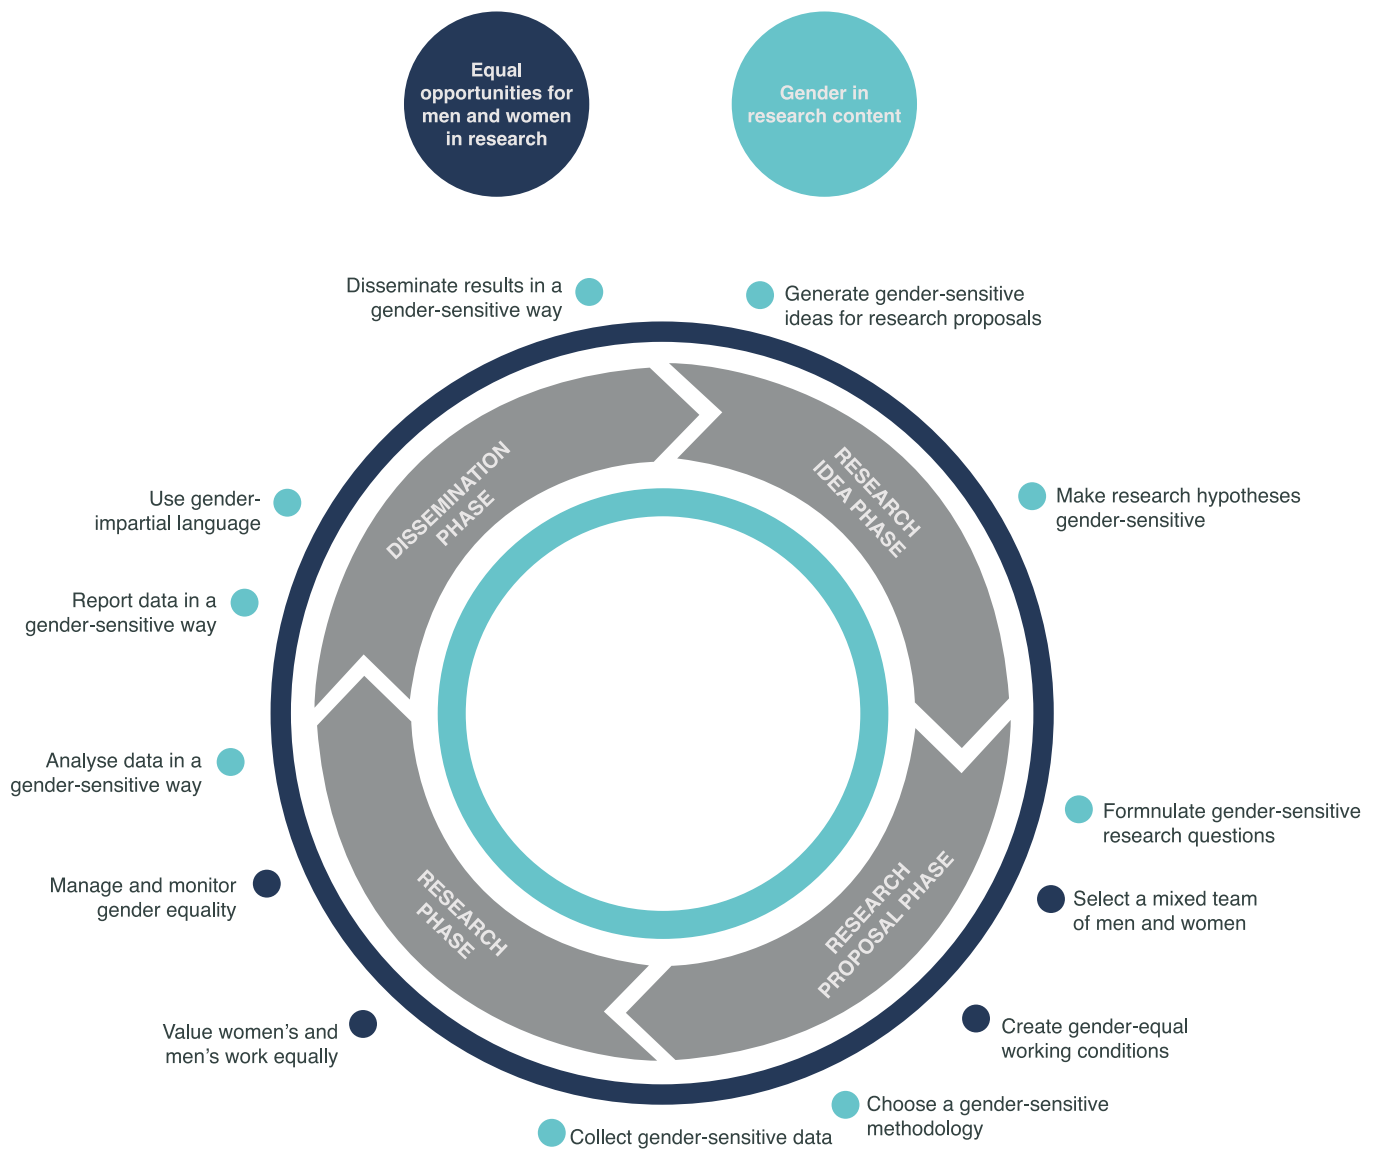 Equal
opportunities for
men and women
in research
Gender in
research content
Disseminate results in a
gender-sensitive way
Generate gender-sensitive
ideas for research proposals
DISSEMINATION
PHASE
RESEARCH
IDEA PHASE
Use gender-
impartial language
Make research hypotheses
gender-sensitive
Report data in a
gender-sensitive way
Analyse data in a
gender-sensitive way
Formnulate gender-sensitive
research questions
Manage and monitor
gender equality
RESEARCH
PHASE
RESEARCH
PROPOSAL PHASE
Select a mixed team
of men and women
Value women’s and
men’s work equally
Create gender-equal
working conditions
Collect gender-sensitive data
Choose a gender-sensitive
methodology